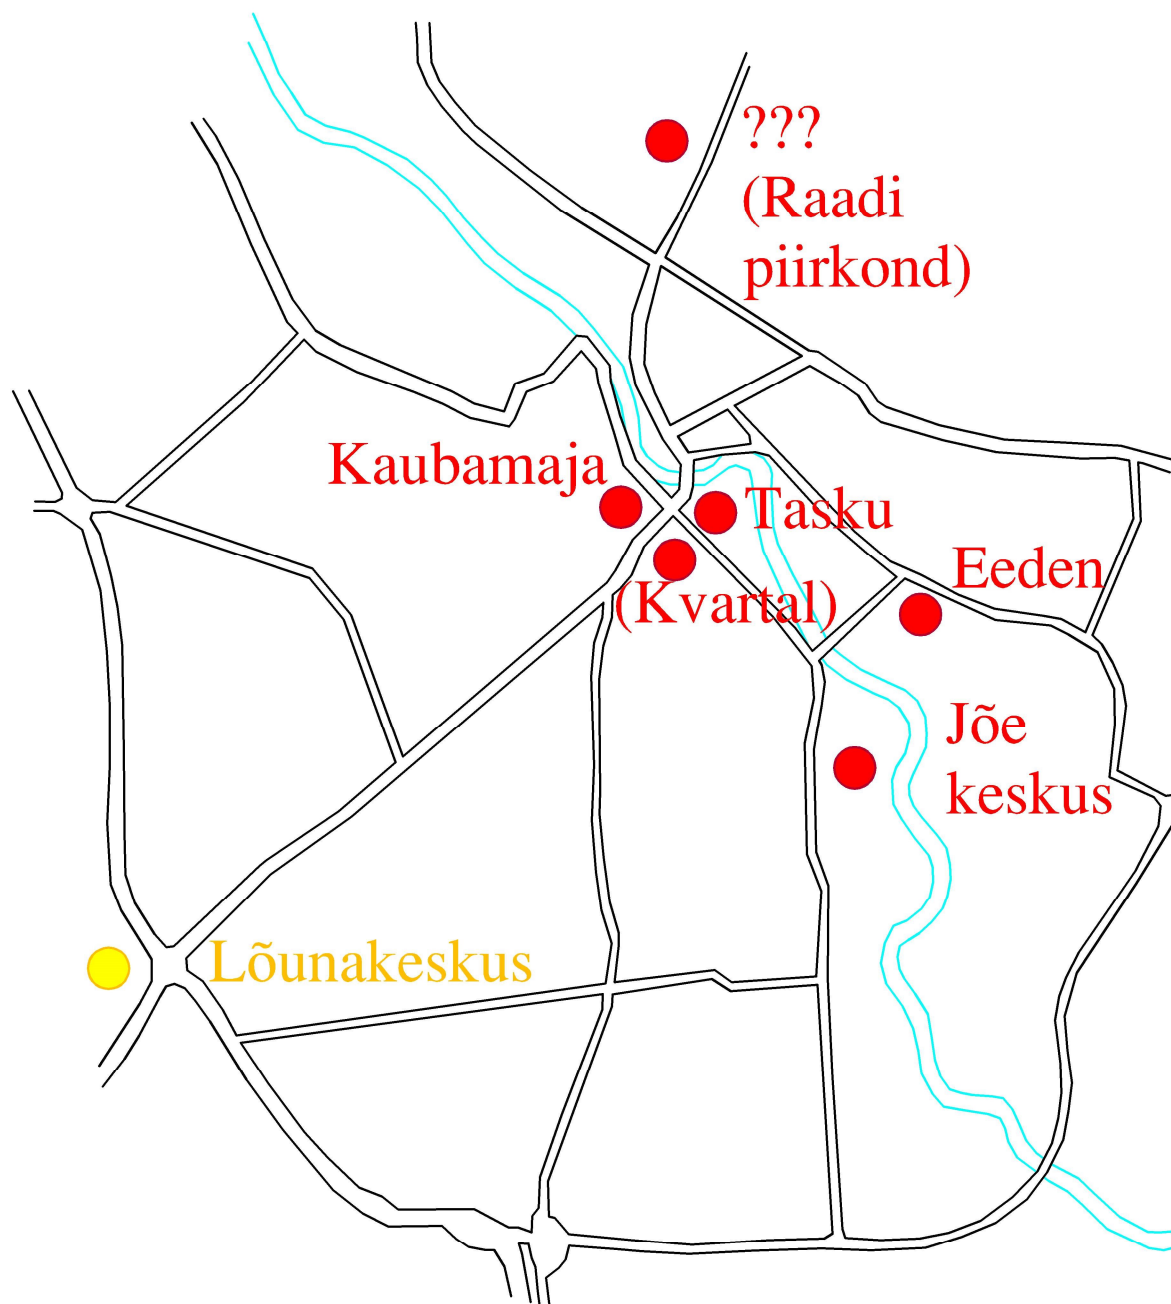 ???
(Raadi
piirkond)
Kaubamaja
Tasku
Eeden
(Kvartal)
Jõe
keskus
Lõunakeskus